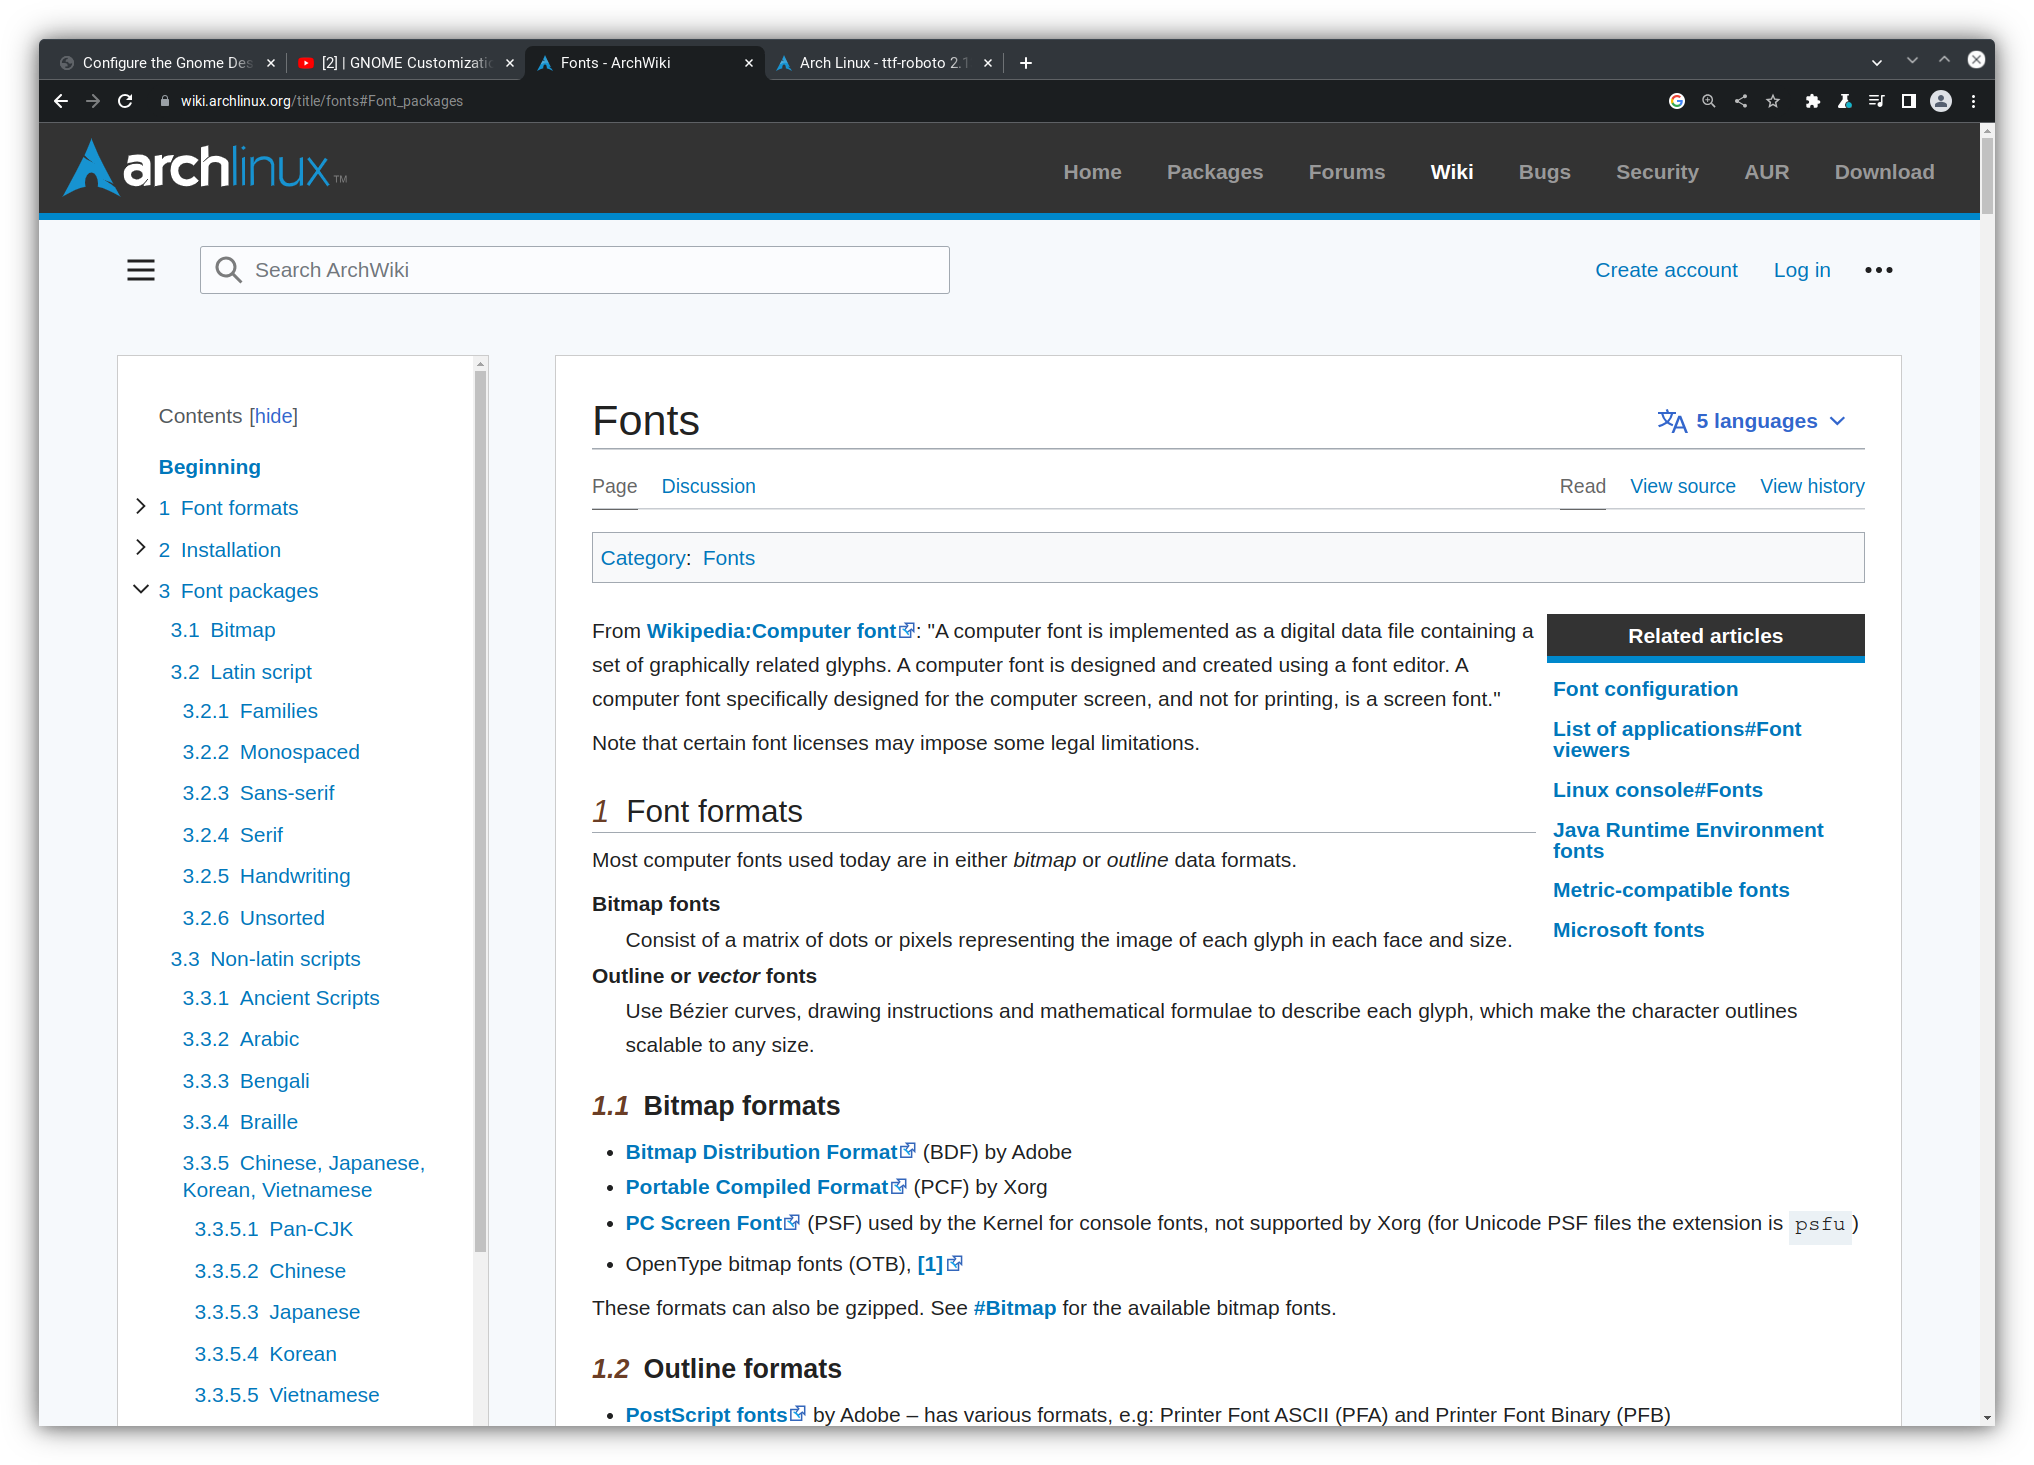 Configure the Gnome Des
[2] | GNOME Customizatio
Fonts - ArchWiki
Arch Linux - ttf-roboto 2.1
wiki.archlinux.org/title/fonts#Font_packages
archlinux™
Home Packages Forums Wiki Bugs Security AUR Download
Search ArchWiki
Create account Log in
Contents [hide]
Beginning
1 Font formats
2 Installation
3 Font packages
3.1 Bitmap
3.2 Latin script
3.2.1 Families
3.2.2 Monospaced
3.2.3 Sans-serif
3.2.4 Serif
3.2.5 Handwriting
3.2.6 Unsorted
3.3 Non-latin scripts
3.3.1 Ancient Scripts
3.3.2 Arabic
3.3.3 Bengali
3.3.4 Braille
3.3.5 Chinese, Japanese,
Korean, Vietnamese
3.3.5.1 Pan-CJK
3.3.5.2 Chinese
3.3.5.3 Japanese
3.3.5.4 Korean
3.3.5.5 Vietnamese
Fonts
5 languages
Page Discussion
Read View source View history
Category: Fonts
From Wikipedia:Computer font: "A computer font is implemented as a digital data file containing a
set of graphically related glyphs. A computer font is designed and created using a font editor. A
computer font specifically designed for the computer screen, and not for printing, is a screen font."
Note that certain font licenses may impose some legal limitations.
Related articles
Font configuration
List of applications#Font
viewers
Linux console#Fonts
Java Runtime Environment
fonts
Metric-compatible fonts
Microsoft fonts
1 Font formats
Most computer fonts used today are in either bitmap or outline data formats.
Bitmap fonts
Consist of a matrix of dots or pixels representing the image of each glyph in each face and size.
Outline or vector fonts
Use Bézier curves, drawing instructions and mathematical formulae to describe each glyph, which make the character outlines
scalable to any size.
1.1 Bitmap formats
• Bitmap Distribution Format (BDF) by Adobe
• Portable Compiled Format (PCF) by Xorg
• PC Screen Font (PSF) used by the Kernel for console fonts, not supported by Xorg (for Unicode PSF files the extension is psfu)
• OpenType bitmap fonts (OTB), [1]
These formats can also be gzipped. See #Bitmap for the available bitmap fonts.
1.2 Outline formats
• PostScript fonts by Adobe – has various formats, e.g: Printer Font ASCII (PFA) and Printer Font Binary (PFB)